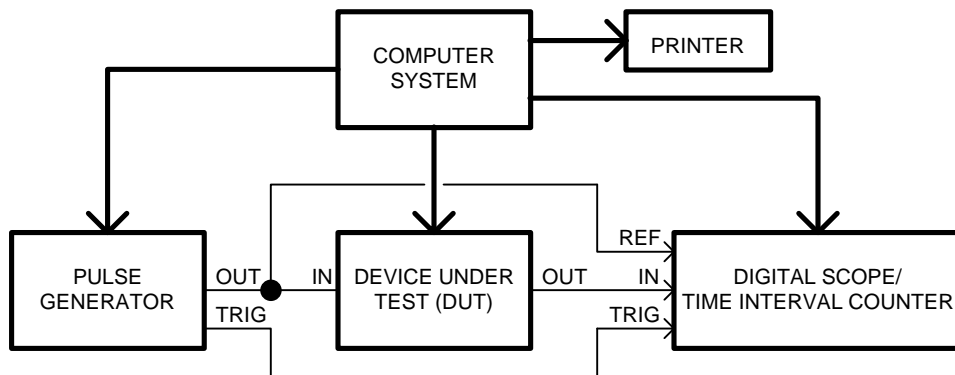 COMPUTER
SYSTEM
PRINTER
REF
PULSE
GENERATOR
OUT
TRIG
IN
DEVICE UNDER
TEST (DUT)
OUT
IN
TRIG
DIGITAL SCOPE/
TIME INTERVAL COUNTER